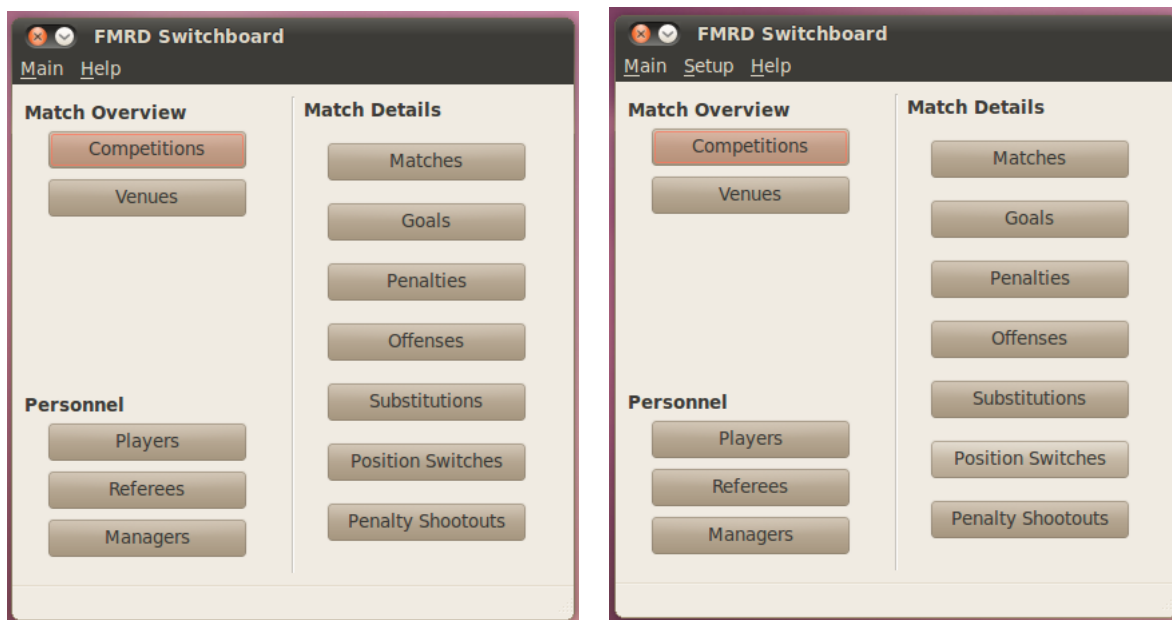 FMRD Switchboard
Main Help
Match Overview
Competitions
Venues
Personnel
Players
Referees
Managers
Match Details
Matches
Goals
Penalties
Offenses
Substitutions
Position Switches
Penalty Shootouts
FMRD Switchboard
Main Setup Help
Match Overview
Competitions
Venues
Personnel
Players
Referees
Managers
Match Details
Matches
Goals
Penalties
Offenses
Substitutions
Position Switches
Penalty Shootouts